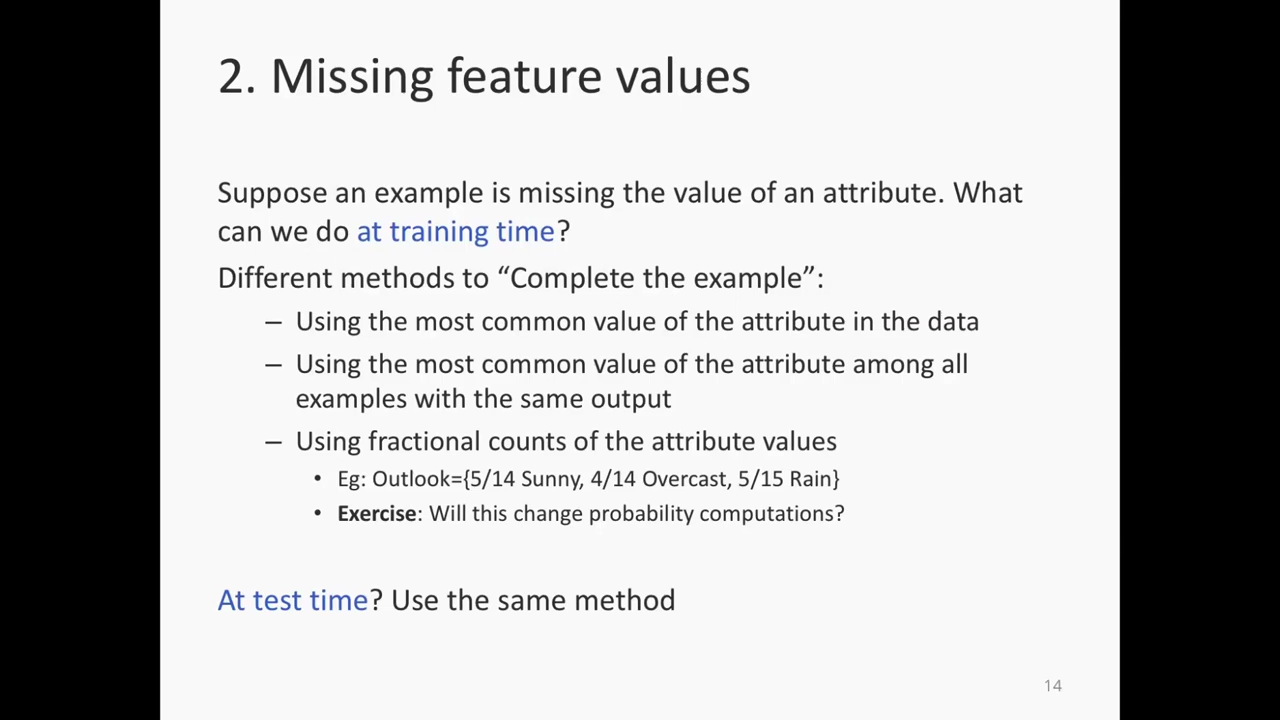 2. Missing feature values
Suppose an example is missing the value of an attribute. What
can we do at training time?
Different methods to “Complete the example”:
– Using the most common value of the attribute in the data
– Using the most common value of the attribute among all
examples with the same output
– Using fractional counts of the attribute values
• Eg: Outlook={5/14 Sunny, 4/14 Overcast, 5/15 Rain}
• Exercise: Will this change probability computations?
At test time? Use the same method
14